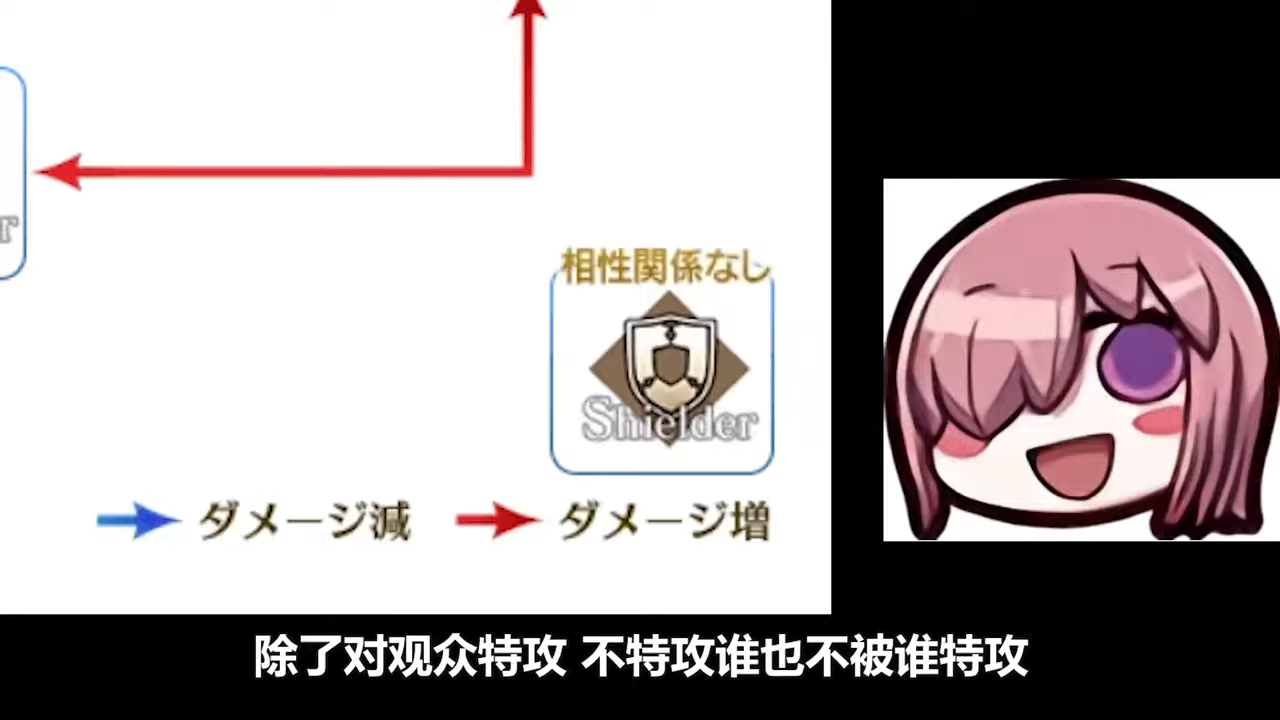 r
相性関係なし
Shielder
ダメージ減
ダメージ増
除了对观众特攻 不特攻谁也不被谁特攻